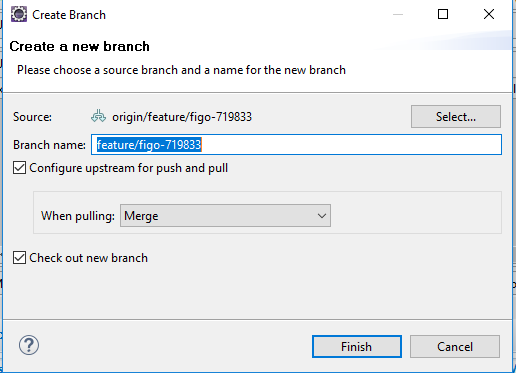 Create Branch
Create a new branch
Please choose a source branch and a name for the new branch
Source: origin/feature/figo-719833 Select...
Branch name: feature/figo-719833
Configure upstream for push and pull
When pulling: Merge
Check out new branch
? Finish Cancel